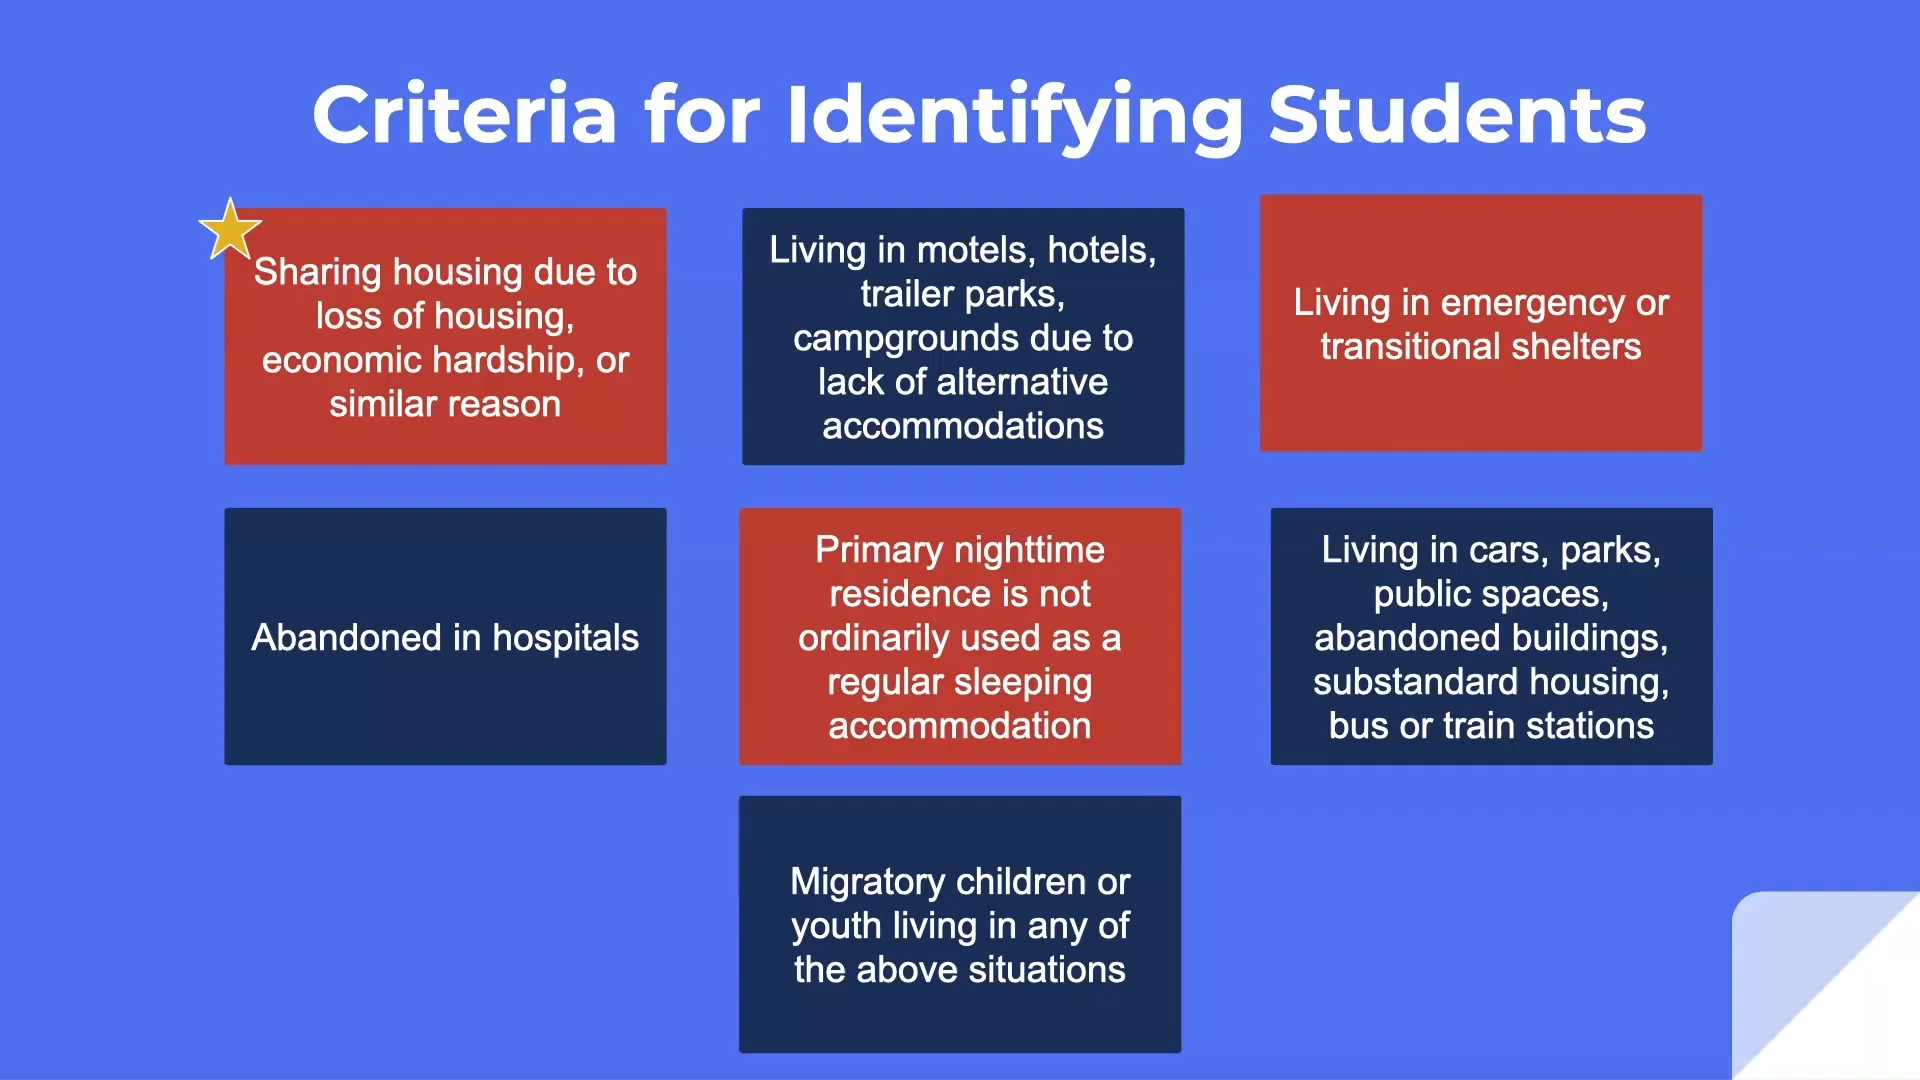 Criteria for Identifying Students
Sharing housing due to
loss of housing,
economic hardship, or
similar reason
Living in motels, hotels,
trailer parks,
campgrounds due to
lack of alternative
accommodations
Living in emergency or
transitional shelters
Abandoned in hospitals
Primary nighttime
residence is not
ordinarily used as a
regular sleeping
accommodation
Living in cars, parks,
public spaces,
abandoned buildings,
substandard housing,
bus or train stations
Migratory children or
youth living in any of
the above situations